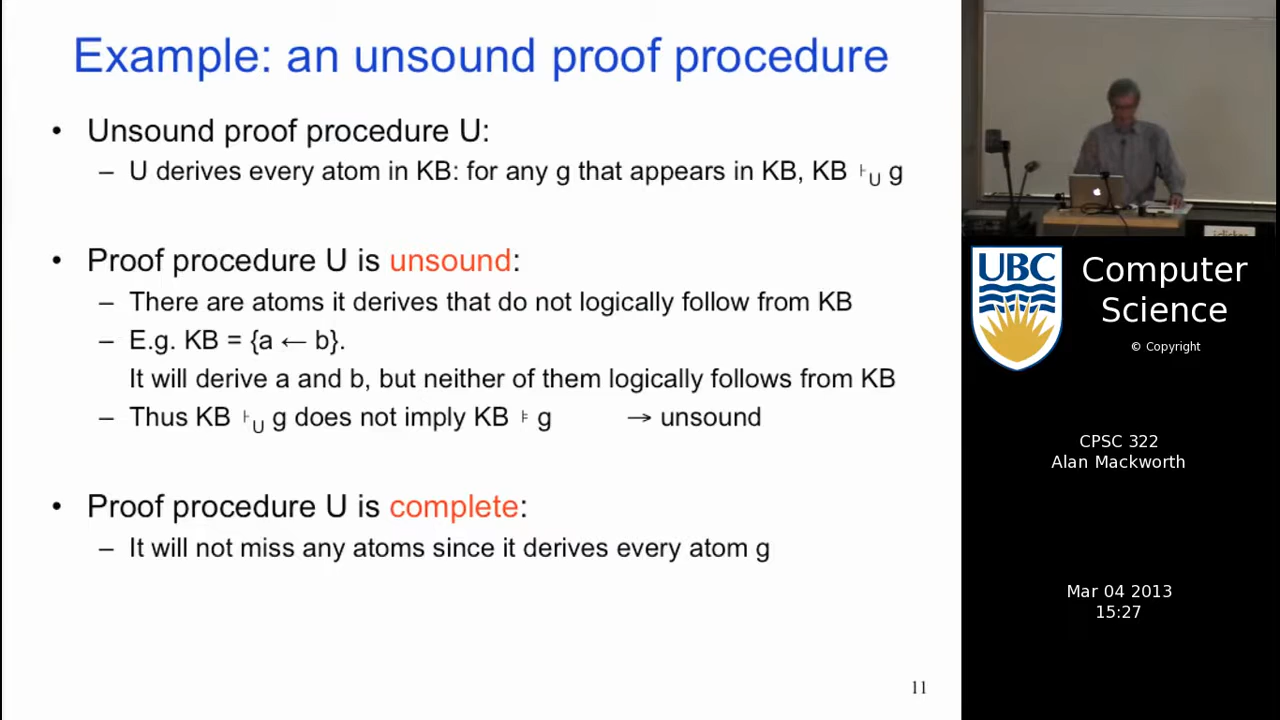 Example: an unsound proof procedure
• Unsound proof procedure U:
– U derives every atom in KB: for any g that appears in KB, KB ⊦U g
• Proof procedure U is unsound:
– There are atoms it derives that do not logically follow from KB
– E.g. KB = {a ← b}.
It will derive a and b, but neither of them logically follows from KB
– Thus KB ⊦U g does not imply KB ⊧ g → unsound
• Proof procedure U is complete:
– It will not miss any atoms since it derives every atom g
11
UBC
Computer
Science
© Copyright
CPSC 322
Alan Mackworth
Mar 04 2013
15:27